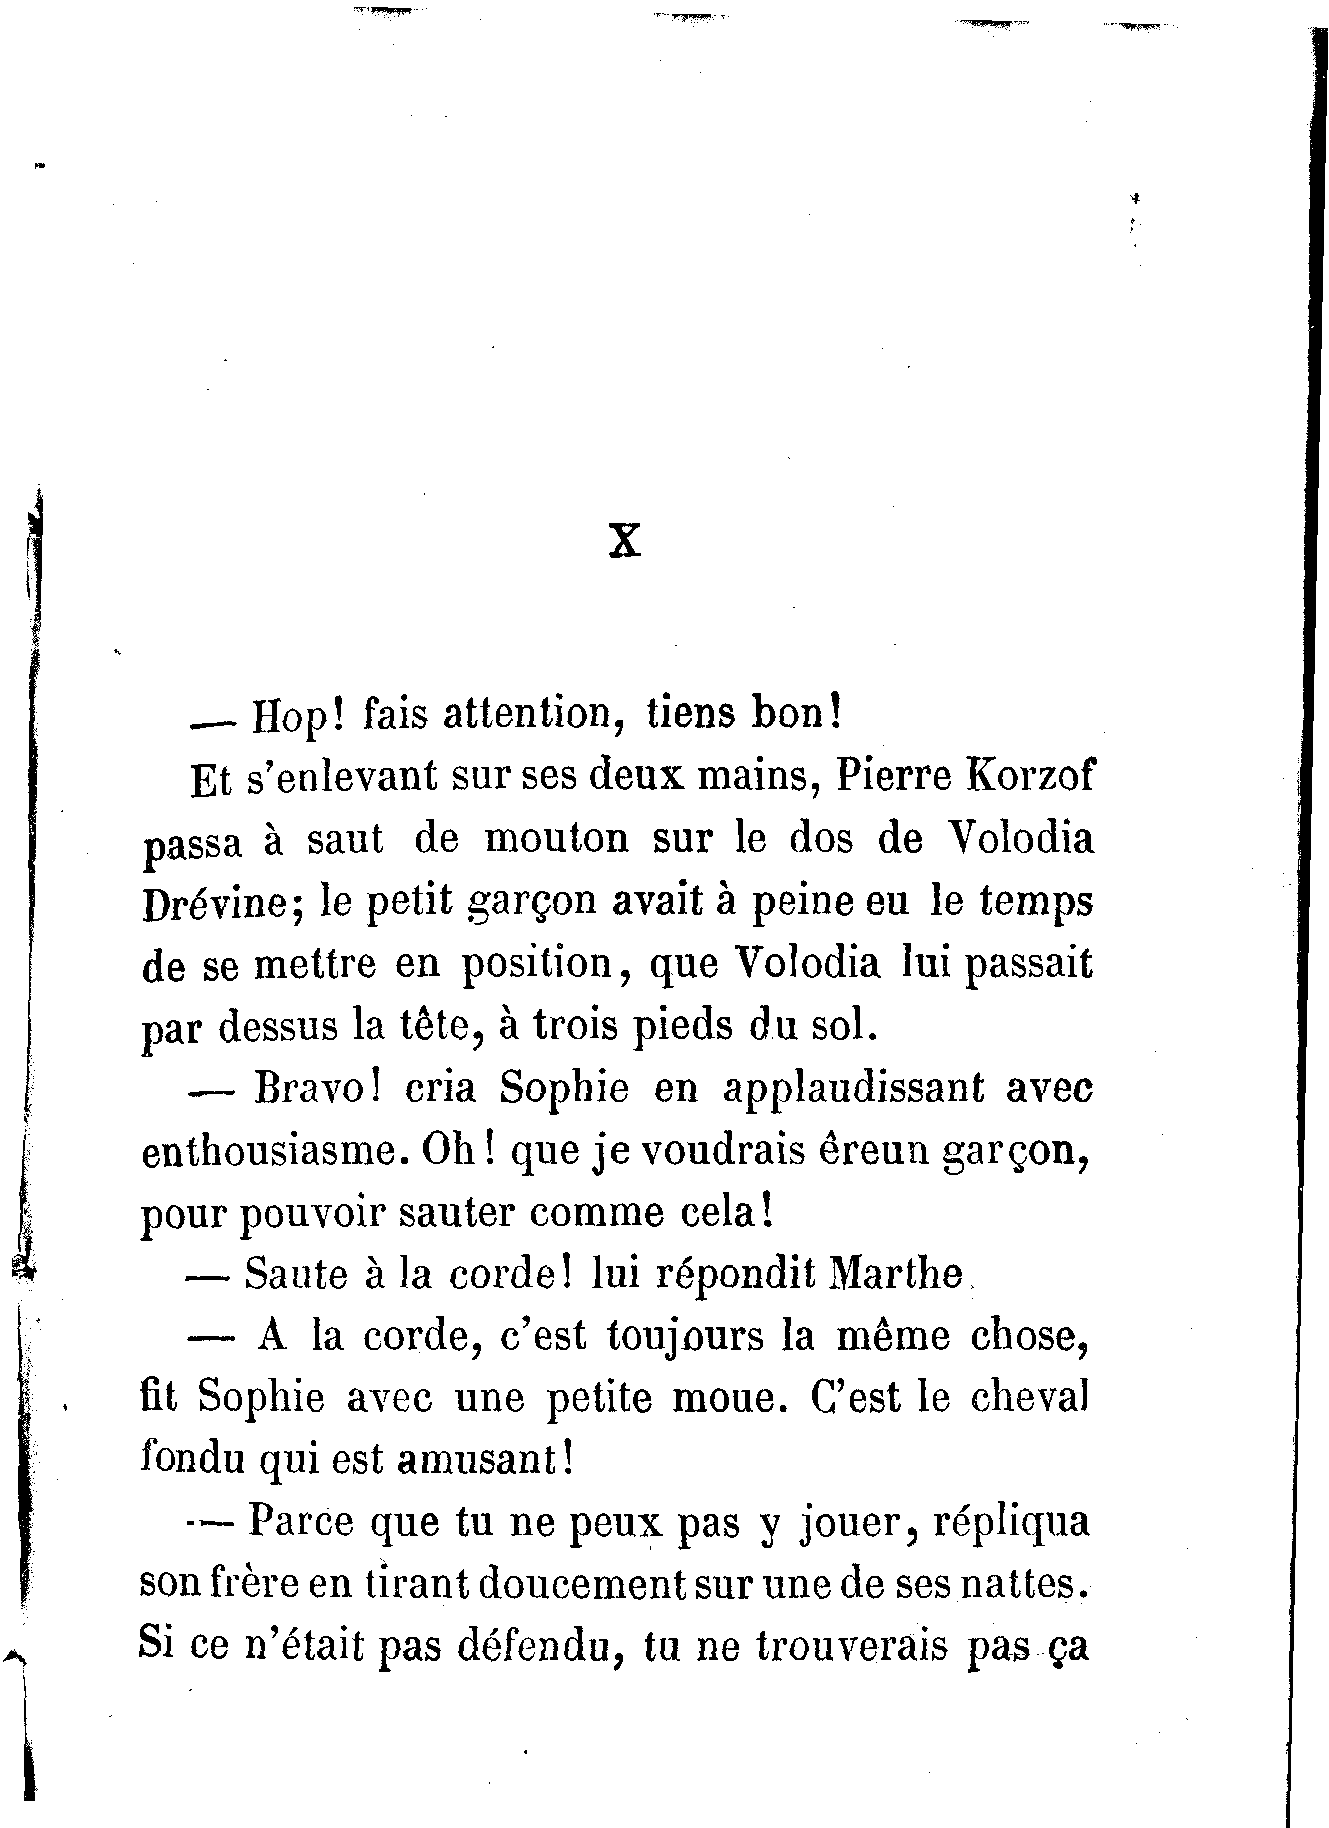 X
— Hop! fais attention, tiens bon!
Et s'enlevant sur ses deux mains, Pierre Korzof
passa à saut de mouton sur le dos de Volodia
Drévine; le petit garçon avait à peine eu le temps
de se mettre en position, que Volodia lui passait
par dessus la tête, à trois pieds du sol.
— Bravo! cria Sophie en applaudissant avec
enthousiasme. Oh! que je voudrais êreun garçon,
pour pouvoir sauter comme cela!
— Saute à la corde! lui répondit Marthe.
— A la corde, c'est toujours la même chose,
fit Sophie avec une petite moue. C'est le cheval
fondu qui est amusant!
— Parce que tu ne peux pas y jouer, répliqua
son frère en tirant doucement sur une de ses nattes.
Si ce n'était pas défendu, tu ne trouverais pas ça